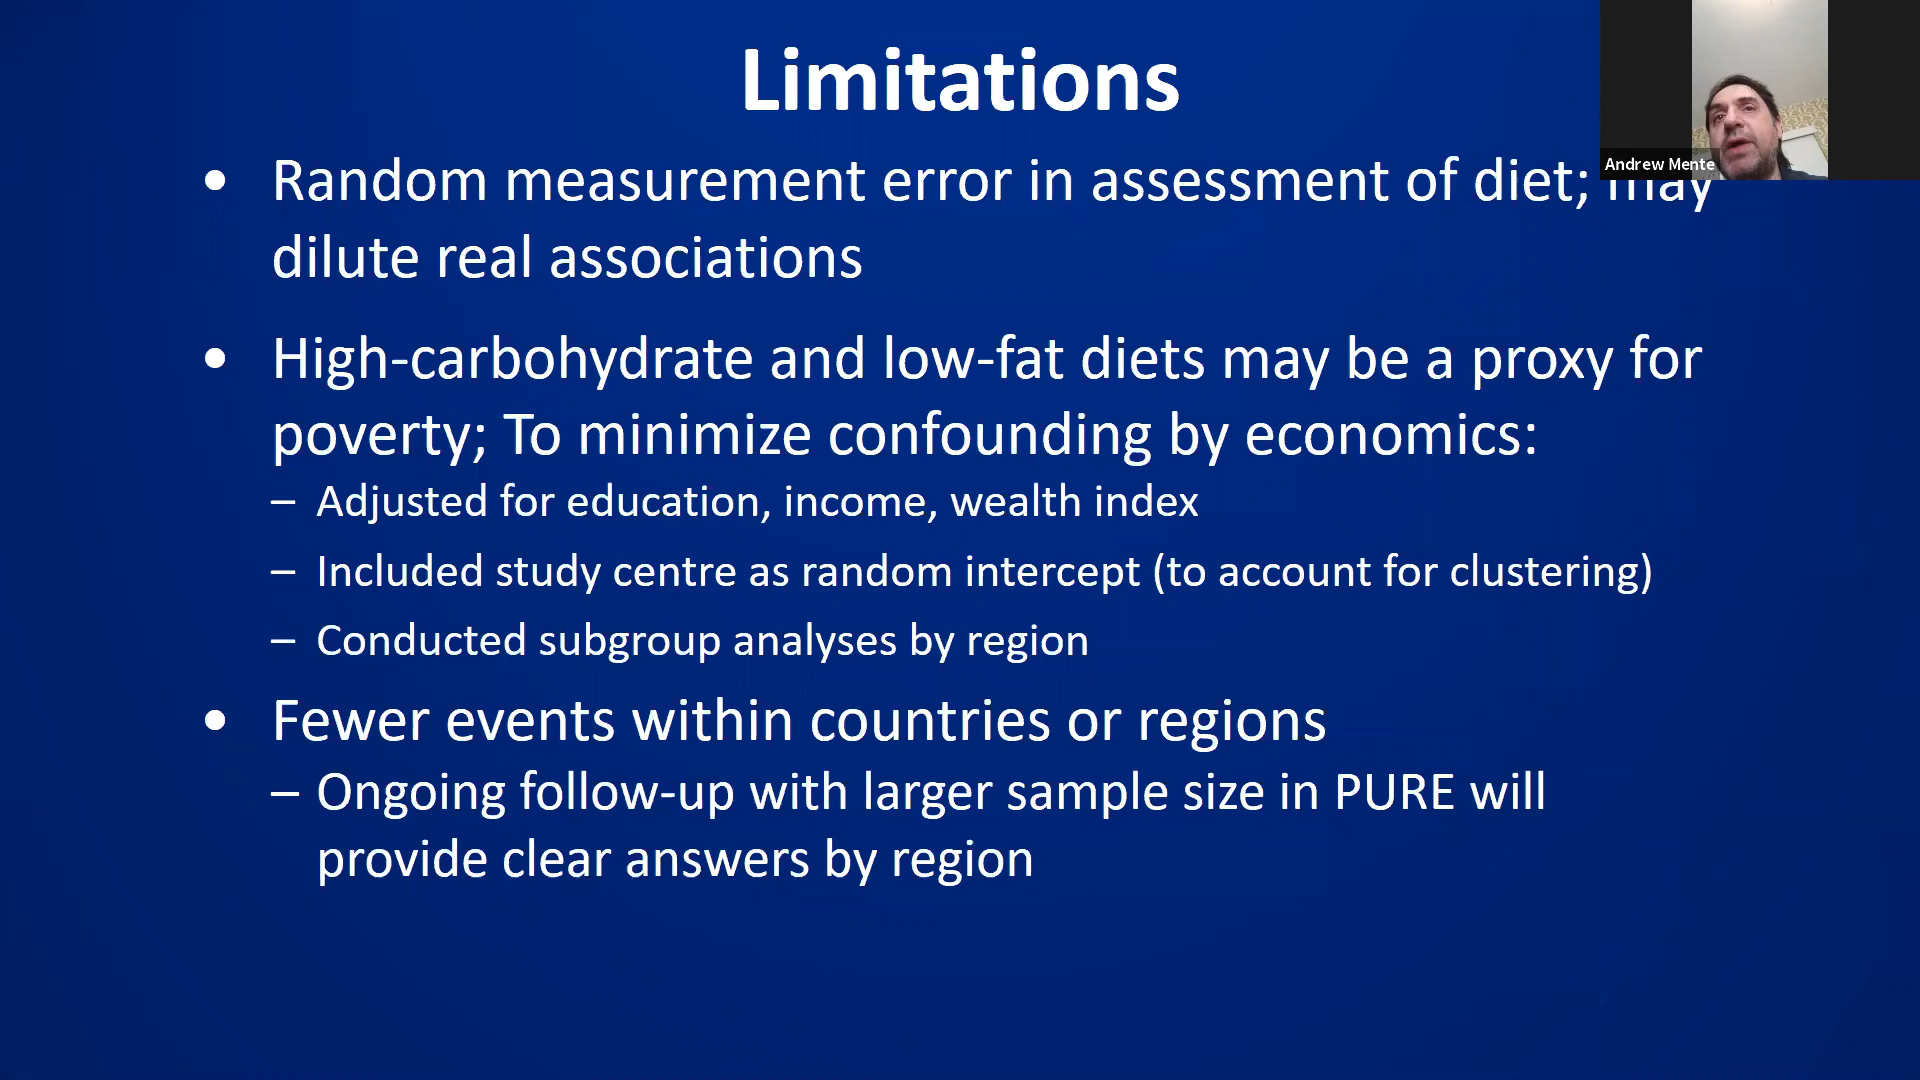 Limitations
Andrew Mente
• Random measurement error in assessment of diet; may
dilute real associations
• High-carbohydrate and low-fat diets may be a proxy for
poverty; To minimize confounding by economics:
– Adjusted for education, income, wealth index
– Included study centre as random intercept (to account for clustering)
– Conducted subgroup analyses by region
• Fewer events within countries or regions
– Ongoing follow-up with larger sample size in PURE will
provide clear answers by region